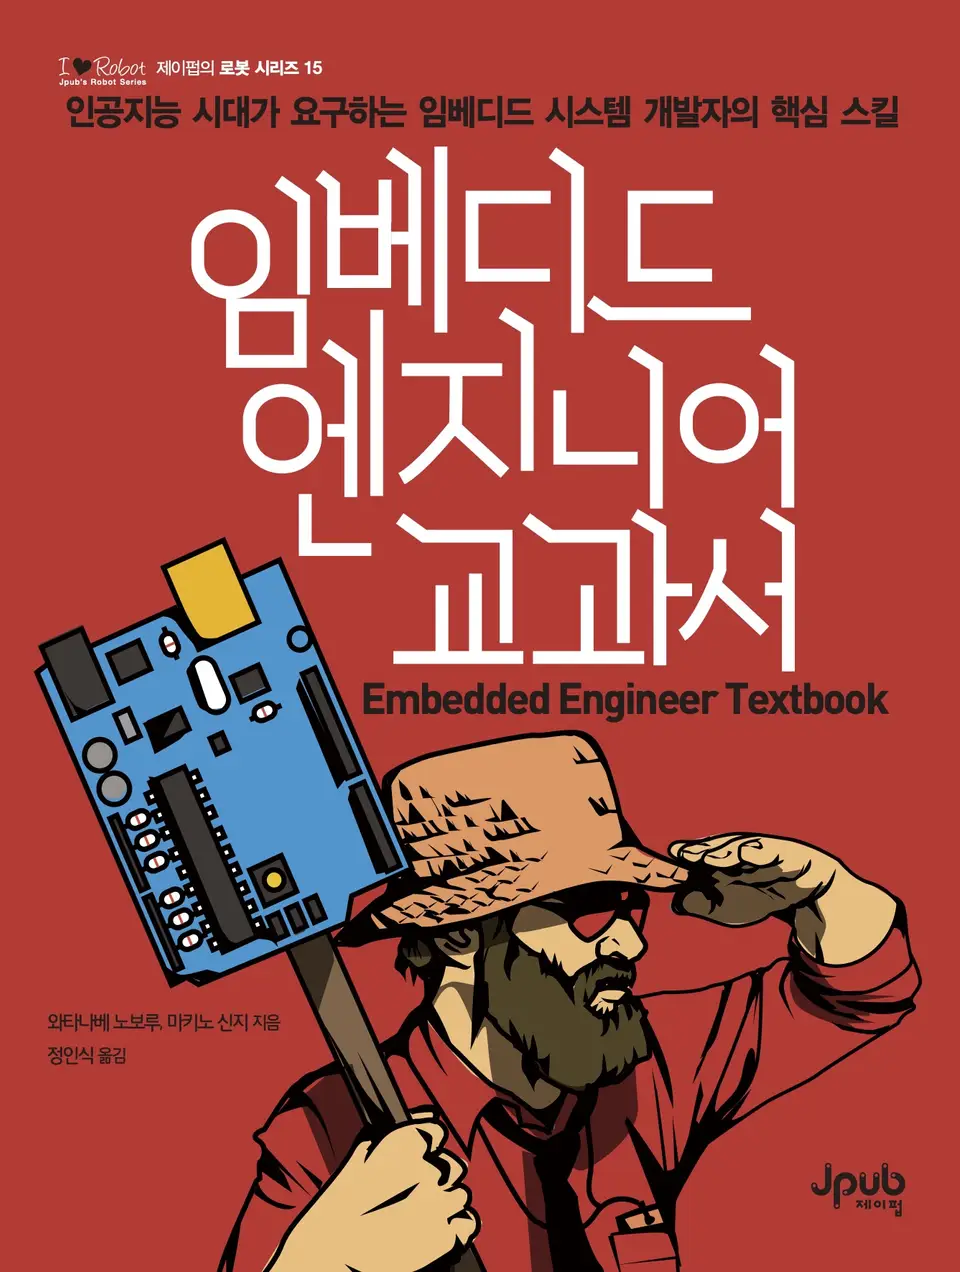 I ♥ Robot 제이펍의 로봇 시리즈 15
Jpub's Robot Series
인공지능 시대가 요구하는 임베디드 시스템 개발자의 핵심 스킬
임베디드
엔지니어
교과서
Embedded Engineer Textbook
와타나베 노보루, 마키노 신지 지음
정인식 옮김
Jpub
제이펍